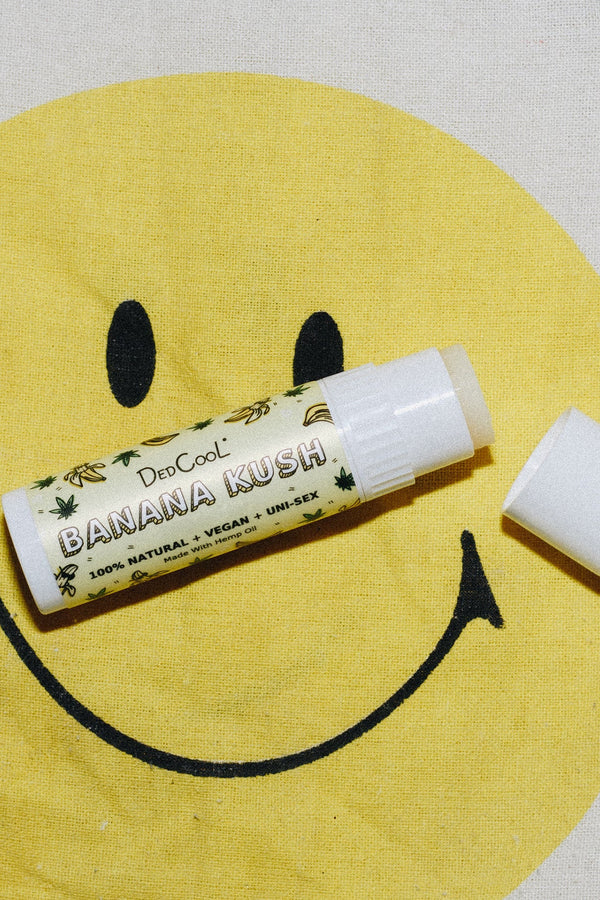 DedCool®
BANANA KUSH
100% NATURAL + VEGAN + UNI-SEX
Made With Hemp Oil